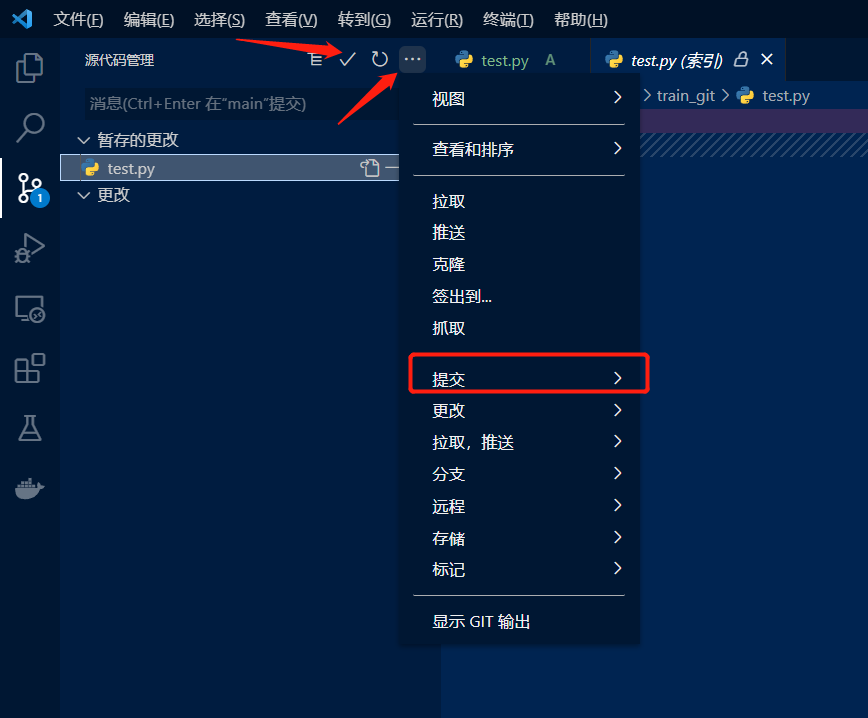 文件(F) 编辑(E) 选择(S) 查看(V) 转到(G) 运行(R) 终端(T) 帮助(H)
源代码管理
test.py A
test.py (索引)
消息(Ctrl+Enter 在"main"提交)
train_git
test.py
暂存的更改
test.py
更改
1
视图
查看和排序
拉取
推送
克隆
签出到...
抓取
提交
更改
拉取，推送
分支
远程
存储
标记
显示 GIT 输出